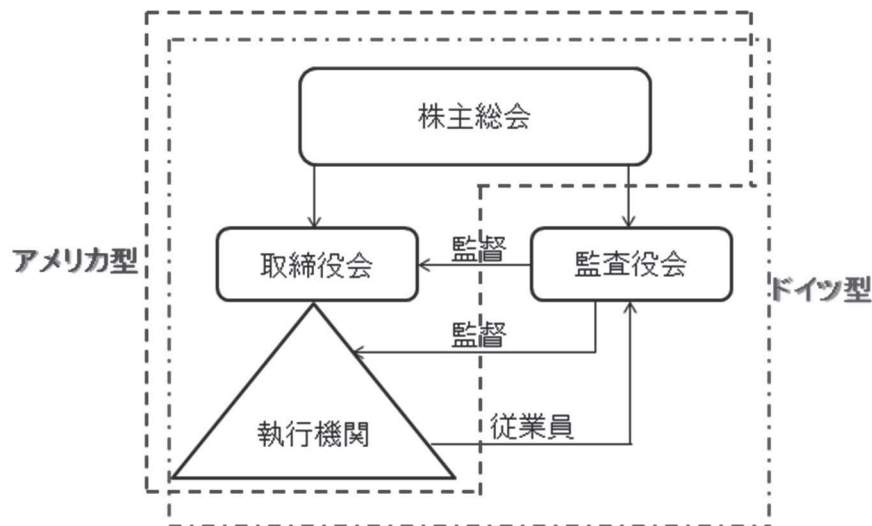 株主総会
取締役会
監督
監査役会
アメリカ型
ドイツ型
監督
執行機関
従業員